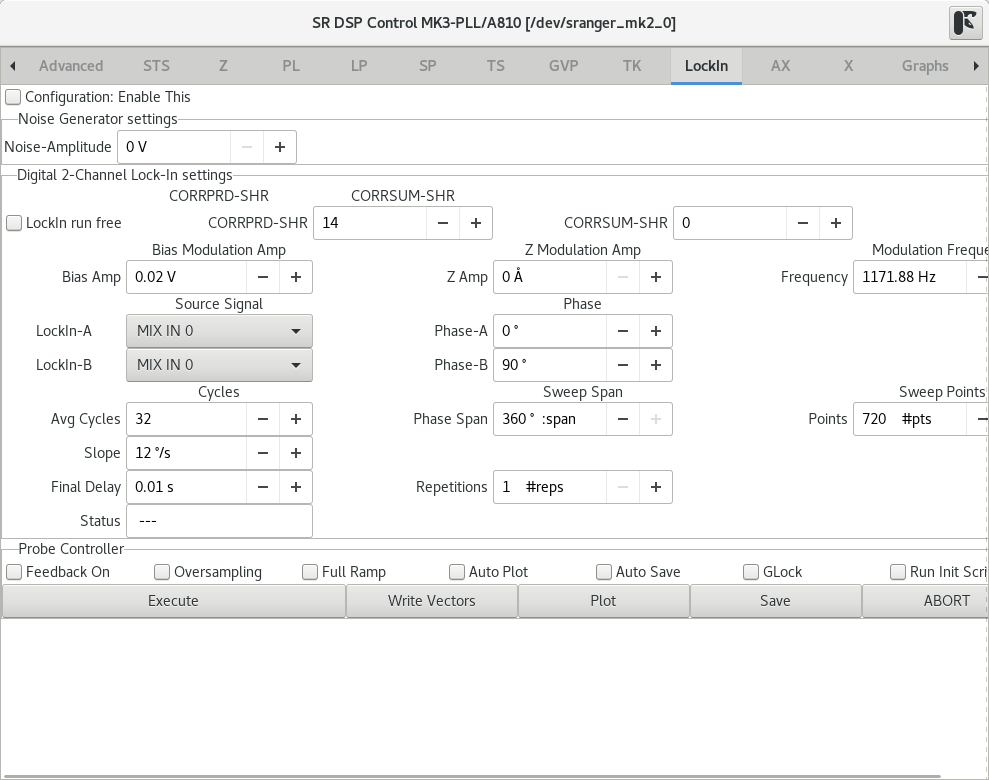 SR DSP Control MK3-PLL/A810 [/dev/sranger_mk2_0]
Advanced STS Z PL LP SP TS GVP TK LockIn AX X Graphs
Configuration: Enable This
Noise Generator settings
Noise-Amplitude 0 V
Digital 2-Channel Lock-In settings
CORRPRD-SHR CORRSUM-SHR
LockIn run free CORRPRD-SHR 14 CORRSUM-SHR 0
Bias Modulation Amp Z Modulation Amp Modulation Freque
Bias Amp 0.02 V Z Amp 0 Å Frequency 1171.88 Hz
Source Signal Phase
LockIn-A MIX IN 0 Phase-A 0 °
LockIn-B MIX IN 0 Phase-B 90 °
Cycles Sweep Span Sweep Points
Avg Cycles 32 Phase Span 360 ° :span Points 720 #pts
Slope 12 °/s
Final Delay 0.01 s Repetitions 1 #reps
Status ---
Probe Controller
Feedback On Oversampling Full Ramp Auto Plot Auto Save GLock Run Init Scri
Execute Write Vectors Plot Save ABORT